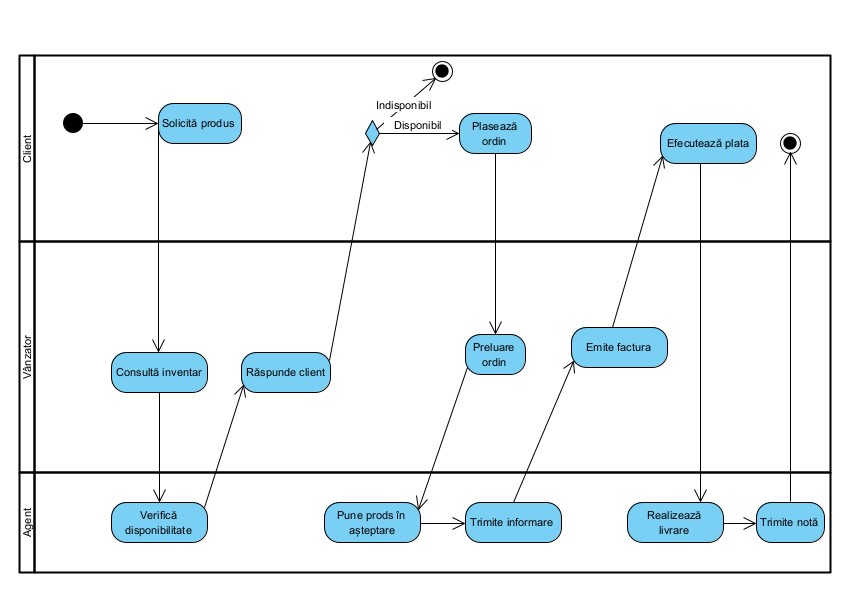 Client
Solicită produs
Indisponibil
Disponibil
Plasează
ordin
Efecutează plata
Vânzator
Consultă inventar
Răspunde client
Preluare
ordin
Emite factura
Agent
Verifică
disponibilitate
Pune prods în
așteptare
Trimite informare
Realizează
livrare
Trimite notă